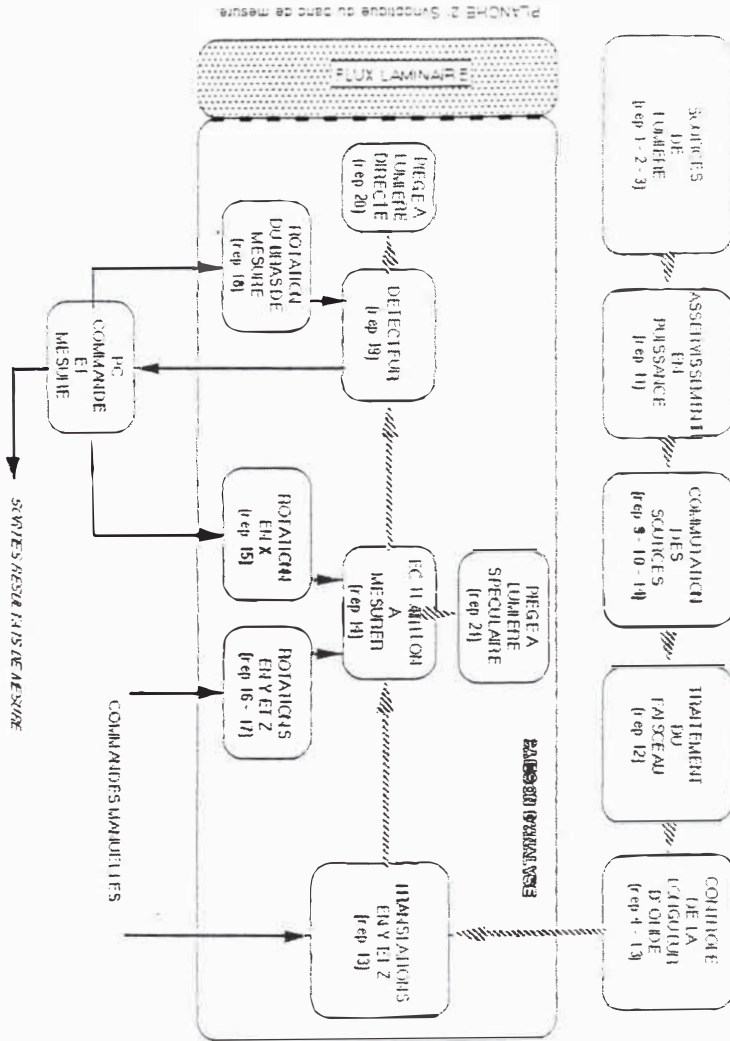 SOURCES
DE
LUMIERE
(rep 1 - 2 - 3)
ASSERVISSEMENT
EN
PUISSANCE
(rep 11)
COMMUTATION
DES
SOURCES
(rep 9 - 10 - 14)
TRAITEMENT
DU
FAISCEAU
(rep 12)
CONTROLE
DE LA
LONGUEUR
D'ONDE
(rep 4 - 13)
FLUX LAMINAIRE
PIEGE A
LUMIERE
DIRECTE
(rep 20)
DETECTEUR
(rep 19)
PIEGE A
LUMIERE
SPECULAIRE
(rep 21)
A
MESURER
(rep 14)
TRANSLATIONS
EN Y ET Z
(rep 13)
ROTATION
DU BRAS DE
MESURE
(rep 18)
ROTATION
EN X
(rep 15)
ROTATIONS
EN Y ET Z
(rep 16 - 17)
PC
COMMANDE
ET
MESURE
COMMANDES MANUELLES
SORTIES RESULTATS DE MESURE
PLANCHE 2: Synoptique du banc de mesure.